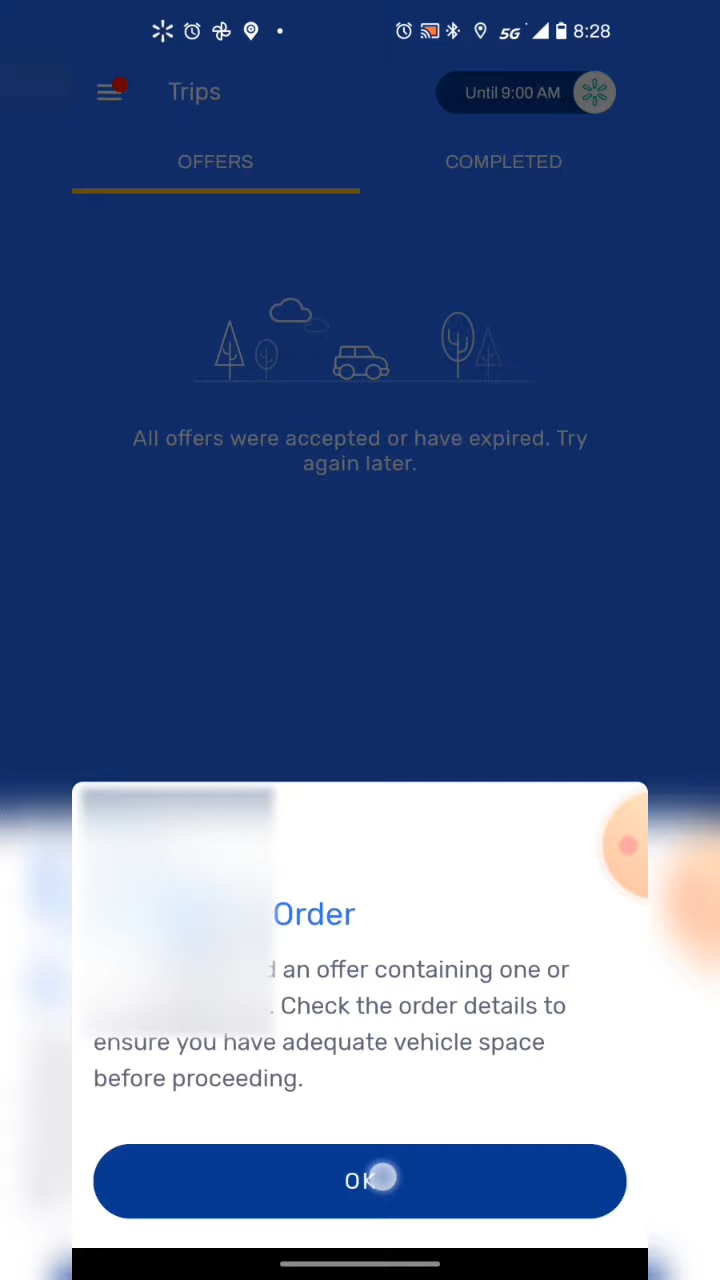 5G 8:28
Trips Until 9:00 AM
OFFERS COMPLETED
All offers were accepted or have expired. Try
again later.
Order
an offer containing one or
. Check the order details to
ensure you have adequate vehicle space
before proceeding.
OK